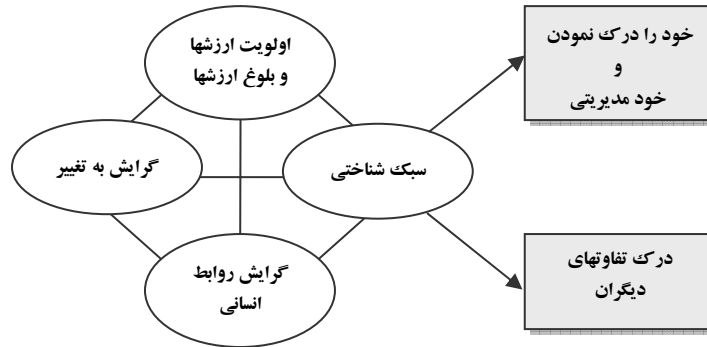 اولویت ارزشها
و بلوغ ارزشها
خود را درک نمودن
و
خود مدیریتی
گرایش به تغییر
سبک شناختی
گرایش روابط
انسانی
درک تفاوتهای
دیگران